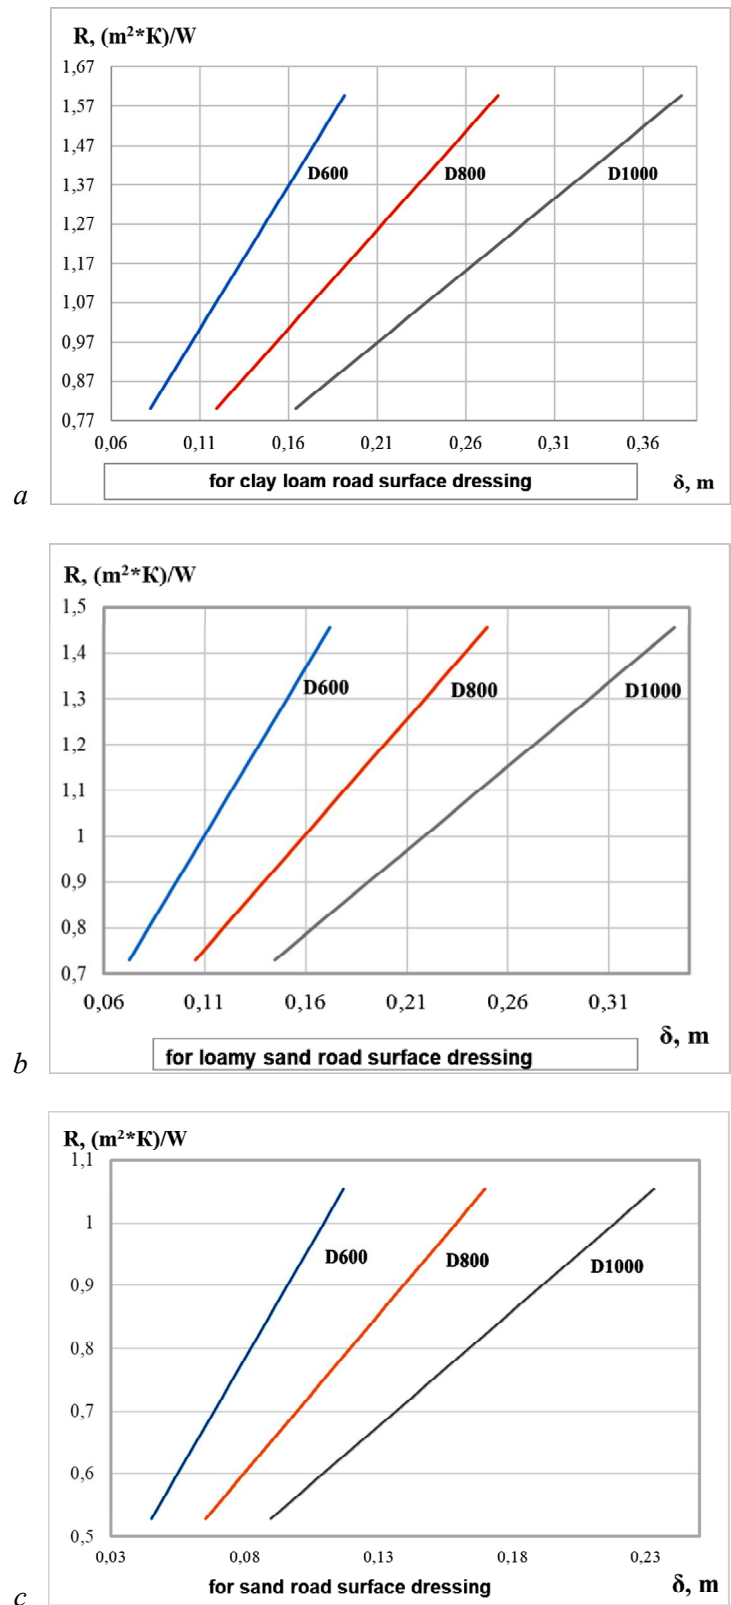 R, (m²*K)/W
1,67
1,57
1,47
D600
D800
D1000
1,37
1,27
1,17
1,07
0,97
0,87
0,77
0,06 0,11 0,16 0,21 0,26 0,31 0,36
for clay loam road surface dressing
δ, m
a
R, (m²*K)/W
1,5
1,4
D600
D800
D1000
1,3
1,2
1,1
1
0,9
0,8
0,7
0,06 0,11 0,16 0,21 0,26 0,31
δ, m
for loamy sand road surface dressing
b
R, (m²*K)/W
1,1
1
D600
D800
D1000
0,9
0,8
0,7
0,6
0,5
0,03 0,08 0,13 0,18 0,23
for sand road surface dressing
δ, m
c